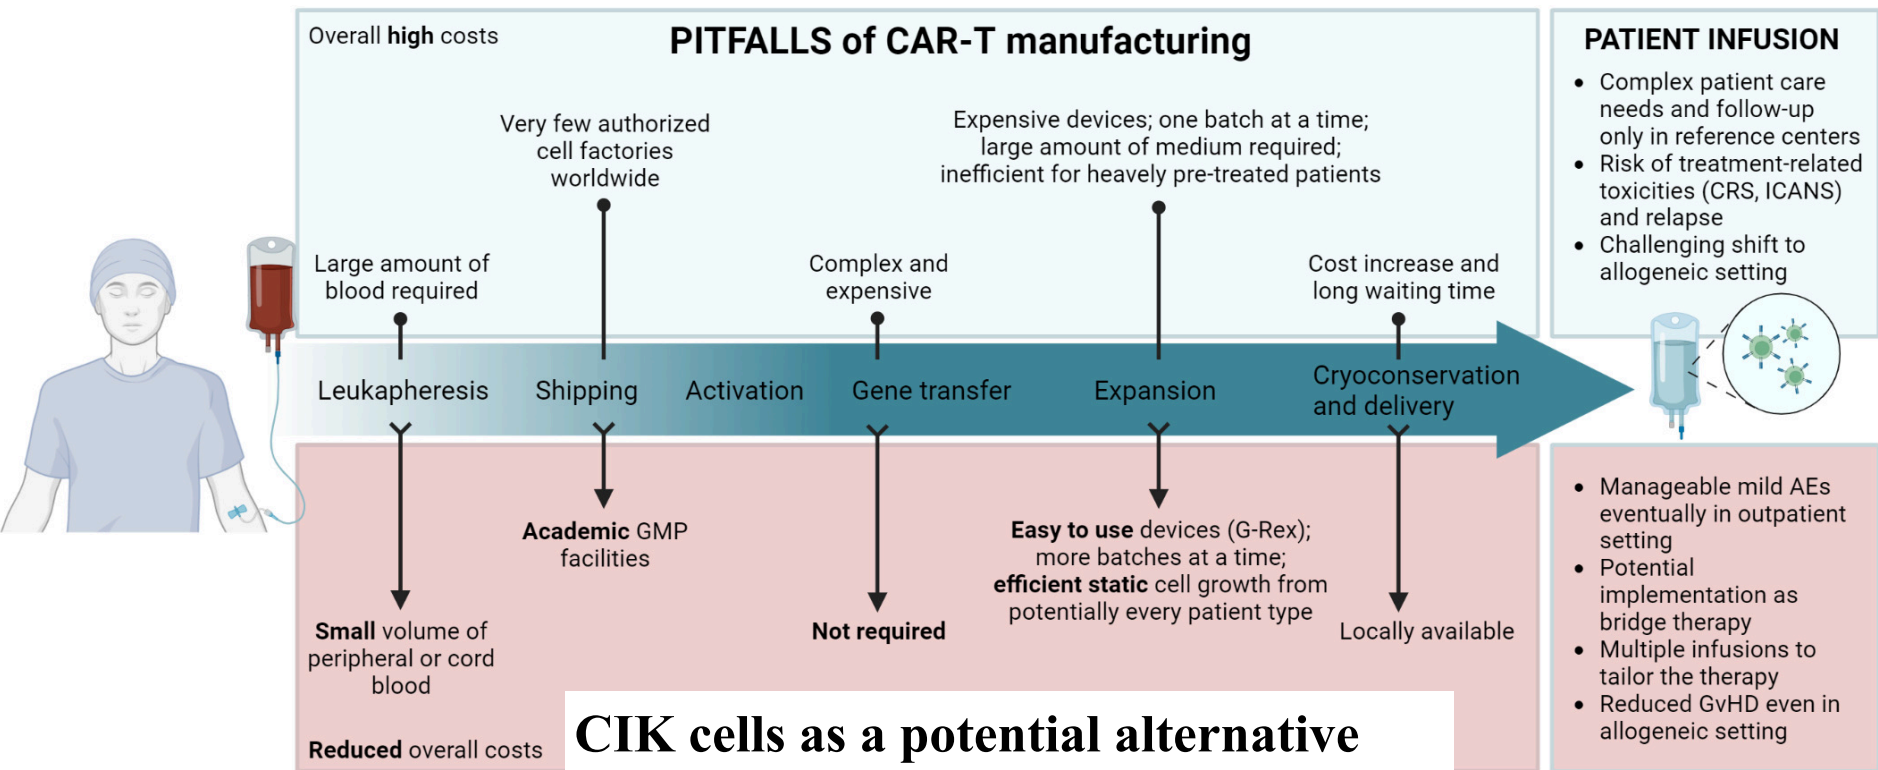 Overall high costs
PITFALLS of CAR-T manufacturing
Very few authorized
cell factories
worldwide
Expensive devices; one batch at a time;
large amount of medium required;
inefficient for heavely pre-treated patients
Large amount of
blood required
Complex and
expensive
Cost increase and
long waiting time
PATIENT INFUSION
• Complex patient care
needs and follow-up
only in reference centers
• Risk of treatment-related
toxicities (CRS, ICANS)
and relapse
• Challenging shift to
allogeneic setting
Leukapheresis
Shipping
Activation
Gene transfer
Expansion
Cryoconservation
and delivery
Small volume of
peripheral or cord
blood
Academic GMP
facilities
Not required
Easy to use devices (G-Rex);
more batches at a time;
efficient static cell growth from
potentially every patient type
Locally available
Reduced overall costs
CIK cells as a potential alternative
• Manageable mild AEs
eventually in outpatient
setting
• Potential
implementation as
bridge therapy
• Multiple infusions to
tailor the therapy
• Reduced GvHD even in
allogeneic setting